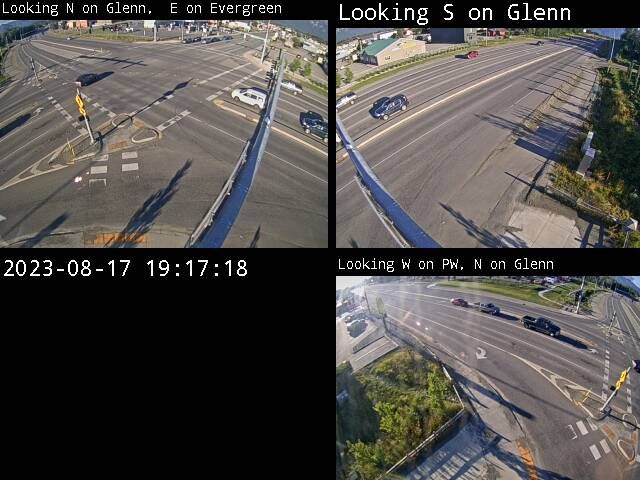 Looking N on Glenn,  E on Evergreen
Looking S on Glenn
2023-08-17 19:17:18
Looking W on PW, N on Glenn